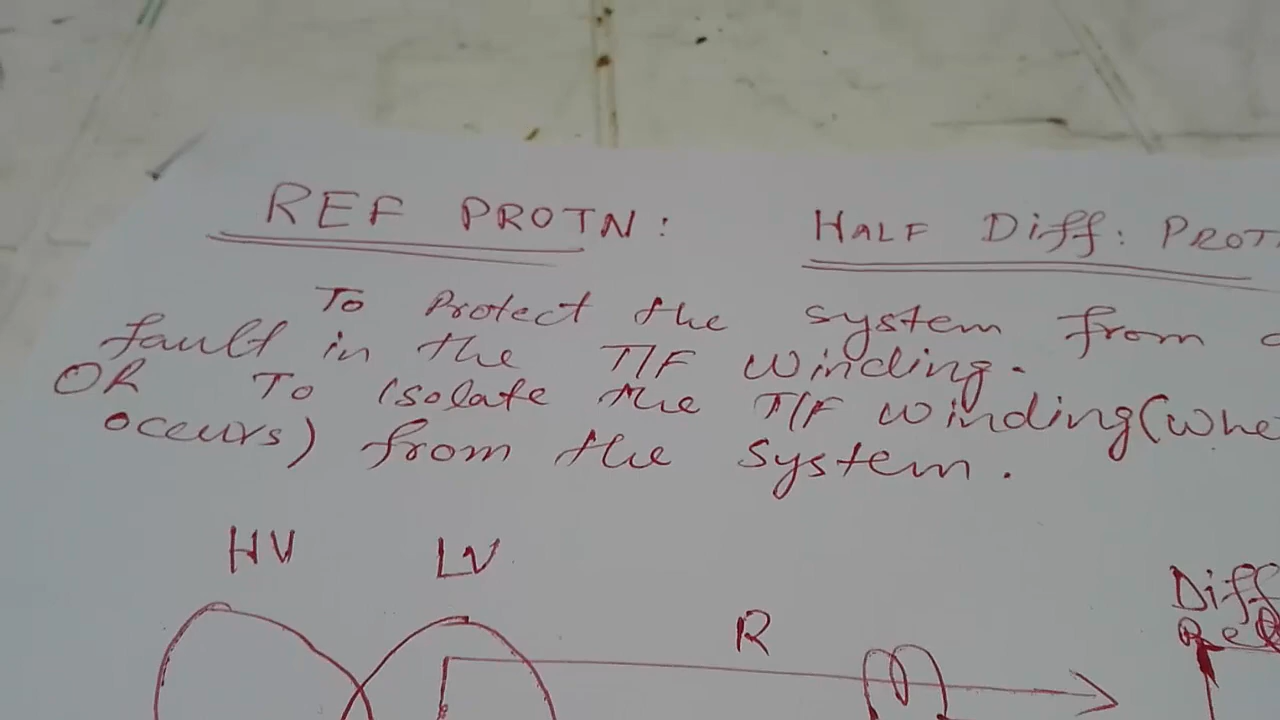 REF PROTN: HALF Diff: PROT
To Protect the system from
fault in the T/F winding.
OR To isolate the T/F winding (Whe
occurs) from the system.
HV LV
R
Diff
Rel